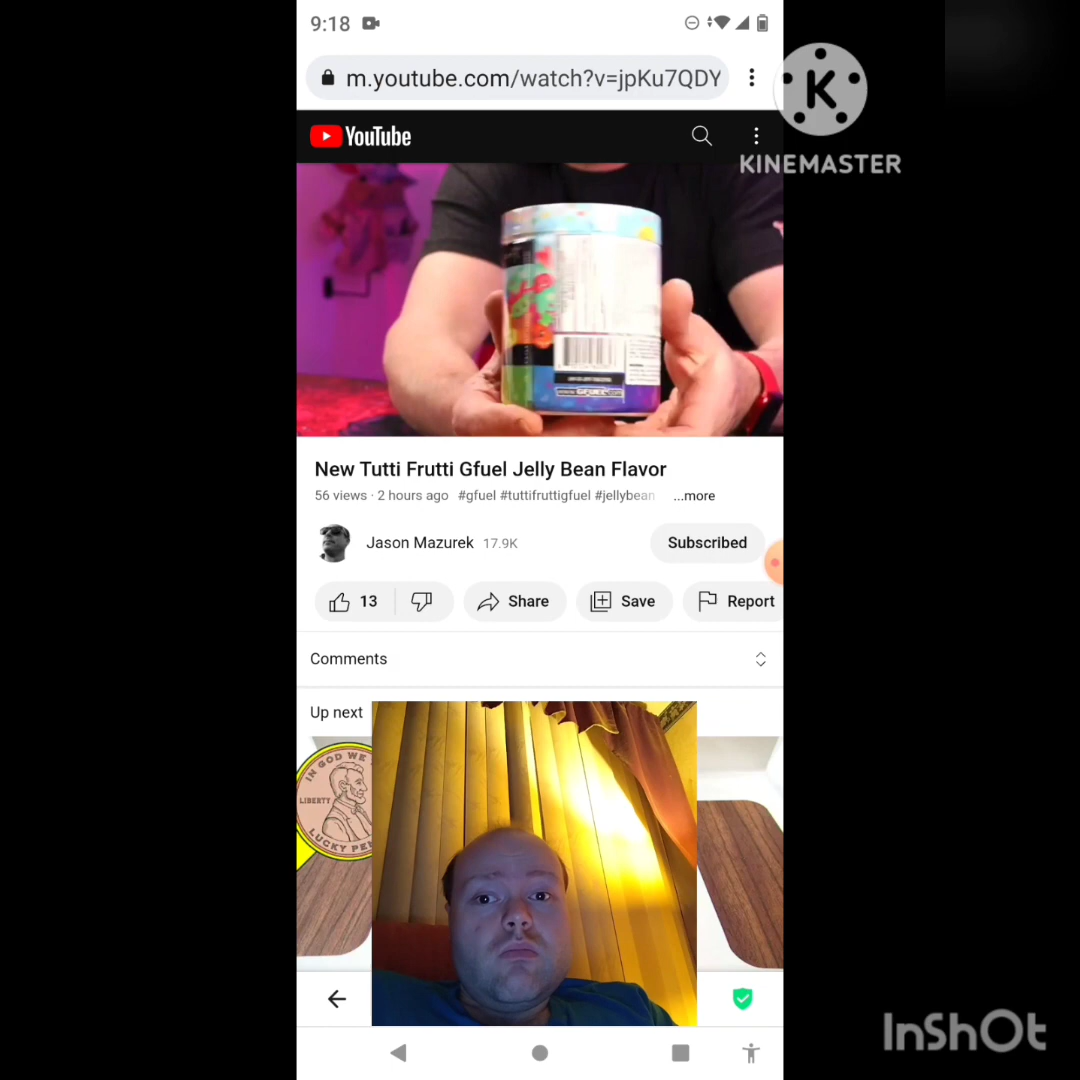 9:18
m.youtube.com/watch?v=jpKu7QDY
YouTube
KINEMASTER
K
GFUEL
New Tutti Frutti Gfuel Jelly Bean Flavor
56 views · 2 hours ago #gfuel #tuttifruttigfuel #jellybean ...more
Jason Mazurek 17.9K
Subscribed
13
Share
Save
Report
Comments
Up next
IN GOD WE
LIBERTY
LUCKY PE
InShOt